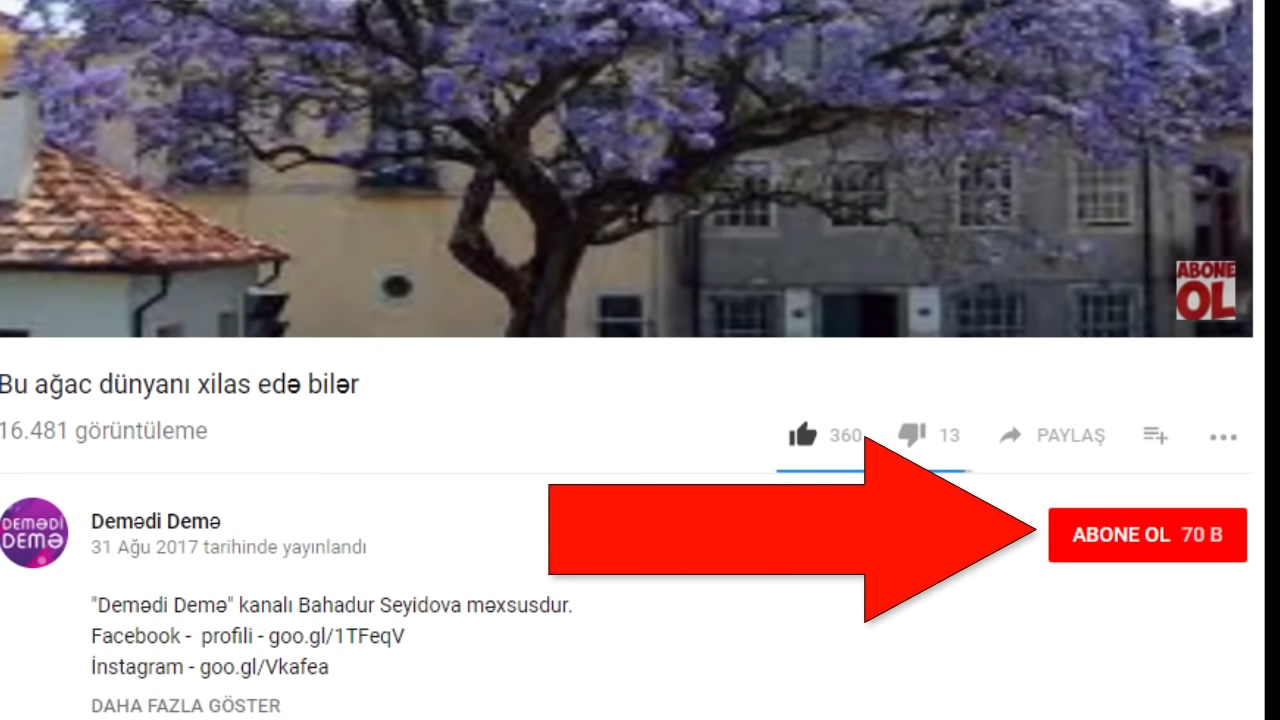 ABONE
OL
Bu ağac dünyanı xilas edə bilər
16.481 görüntüleme
360 13 PAYLAŞ
DEMƏDİ
DEMƏ
Demədi Demə
31 Ağu 2017 tarihinde yayınlandı
ABONE OL 70 B
"Demədi Demə" kanalı Bahadur Seyidova məxsusdur.
Facebook - profili - goo.gl/1TFeqV
İnstagram - goo.gl/Vkafea
DAHA FAZLA GÖSTER